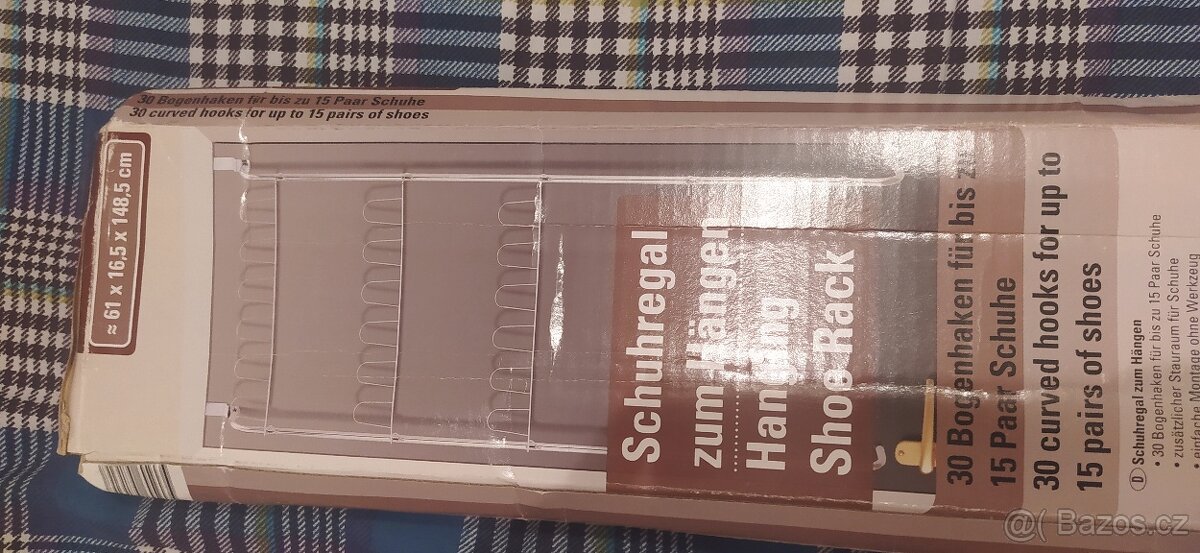 30 Bogenhaken für bis zu 15 Paar Schuhe
30 curved hooks for up to 15 pairs of shoes
≈ 61 x 16,5 x 148,5 cm
Schuhregal
zum Hängen
Hanging
Shoe Rack
30 Bogenhaken für bis zu
15 Paar Schuhe
30 curved hooks for up to
15 pairs of shoes
D Schuhregal zum Hängen
• 30 Bogenhaken für bis zu 15 Paar Schuhe
• zusätzlicher Stauraum für Schuhe
Montage ohne Werkzeug
@( Bazos.cz